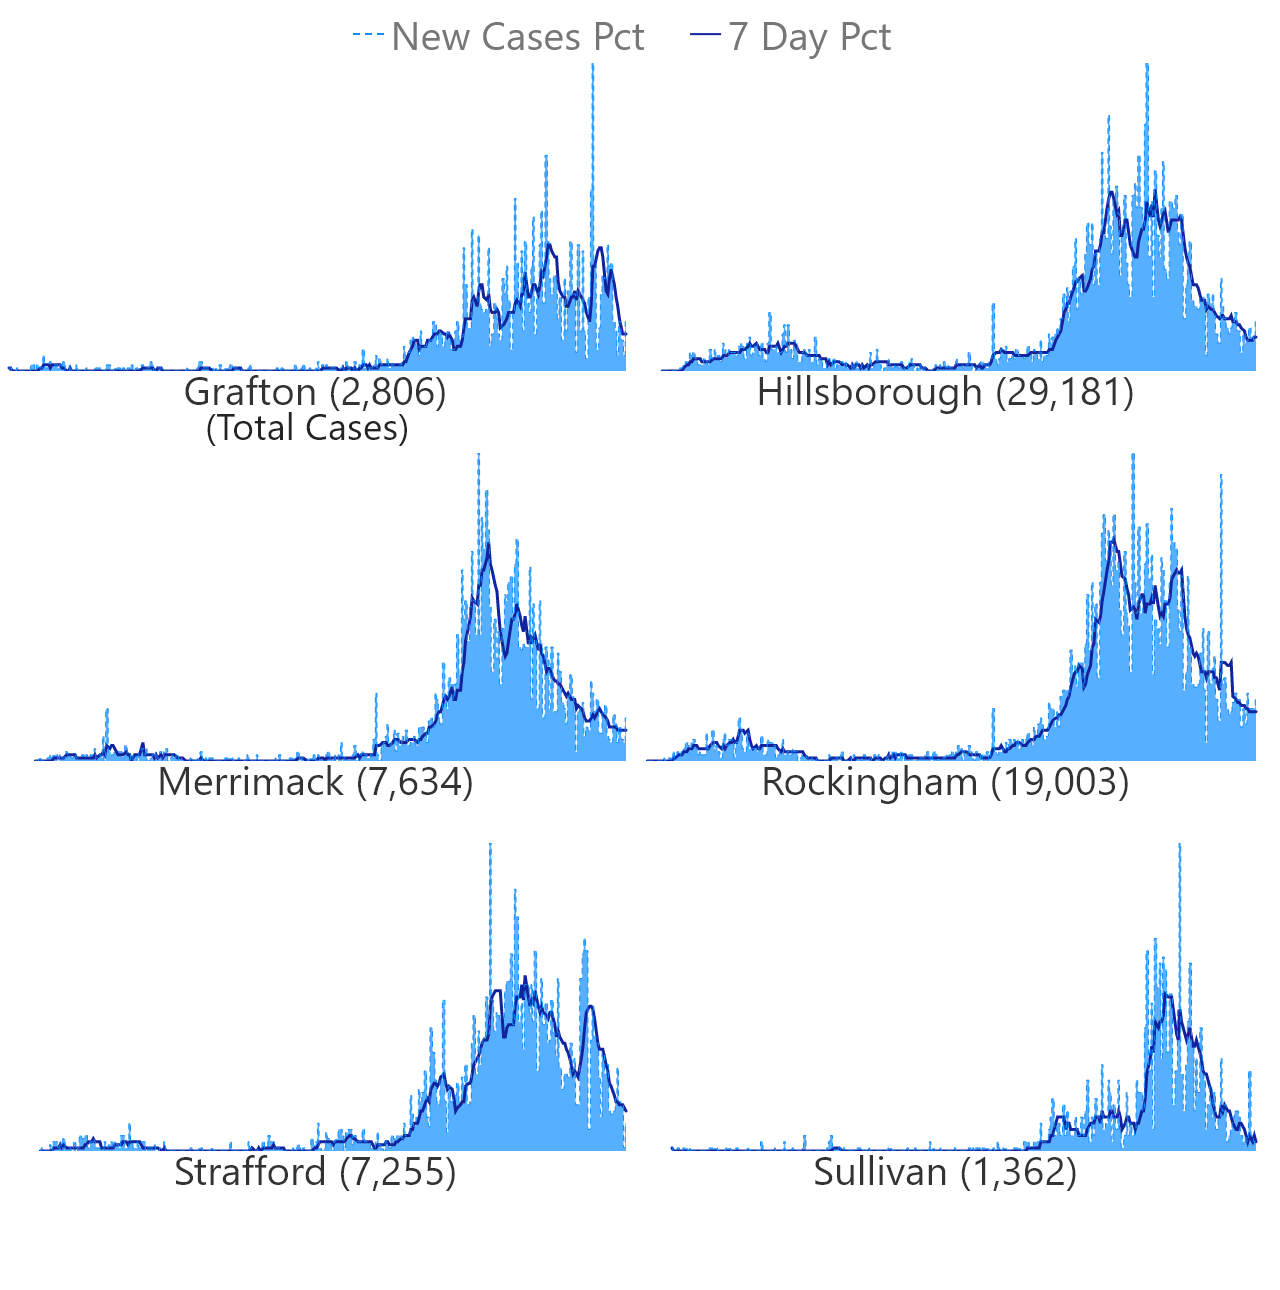 New Cases Pct 7 Day Pct
Grafton (2,806)
(Total Cases)
Hillsborough (29,181)
Merrimack (7,634)
Rockingham (19,003)
Strafford (7,255)
Sullivan (1,362)